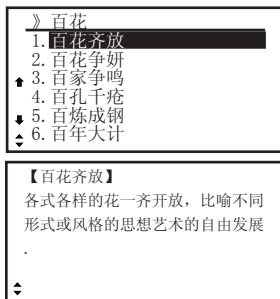 》百花
1.百花齐放
2.百花争妍
3.百家争鸣
4.百孔千疮
5.百炼成钢
6.百年大计
【百花齐放】
各式各样的花一齐开放，比喻不同
形式或风格的思想艺术的自由发展
.